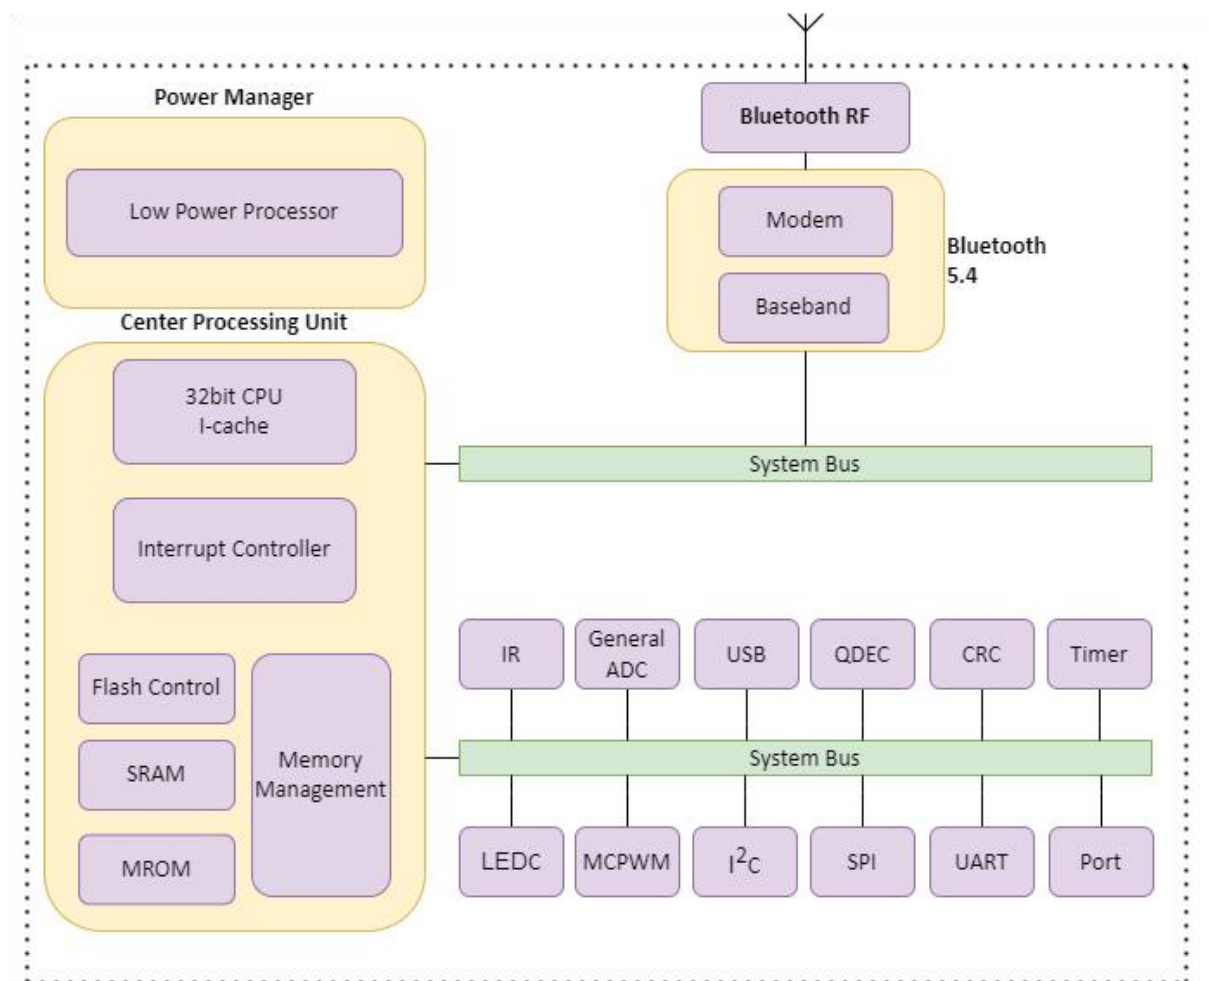 Power Manager
Low Power Processor
Bluetooth RF
Modem
Baseband
Bluetooth
5.4
Center Processing Unit
32bit CPU
I-cache
Interrupt Controller
Flash Control
SRAM
MROM
Memory
Management
System Bus
IR
General
ADC
USB
QDEC
CRC
Timer
System Bus
LEDC
MCPWM
I²C
SPI
UART
Port